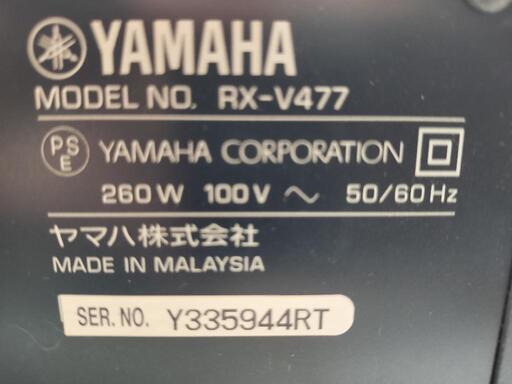 YAMAHA
MODEL NO. RX-V477
PSE YAMAHA CORPORATION
260W 100V ～ 50/60Hz
ヤマハ株式会社
MADE IN MALAYSIA
SER. NO. Y335944RT